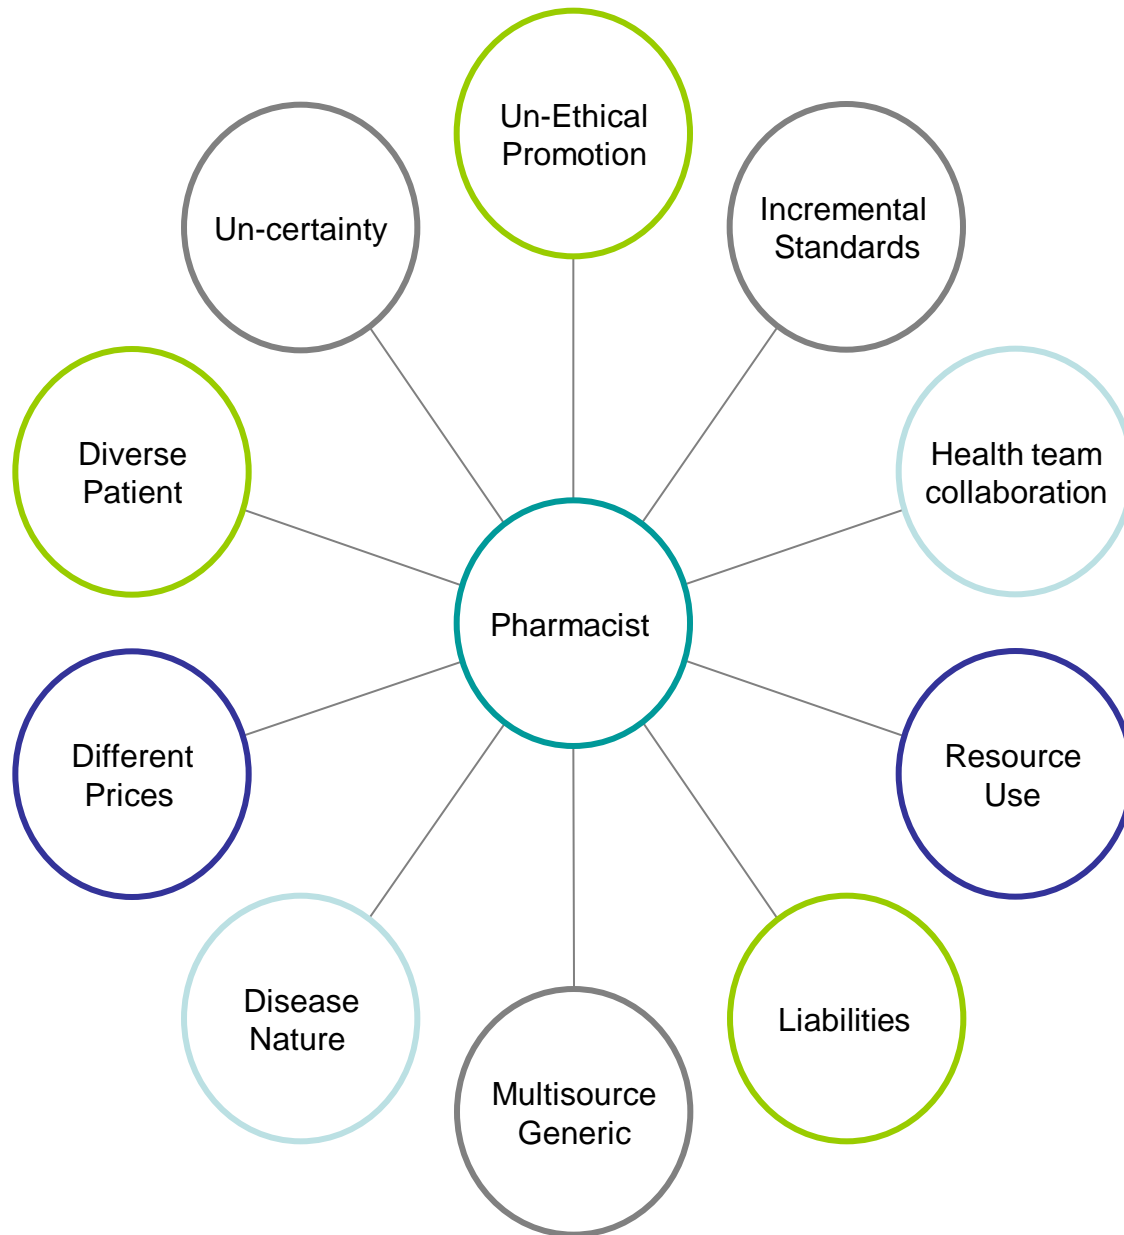 Un-Ethical
Promotion
Incremental
Standards
Un-certainty
Health team
collaboration
Diverse
Patient
Pharmacist
Resource
Use
Different
Prices
Liabilities
Disease
Nature
Multisource
Generic